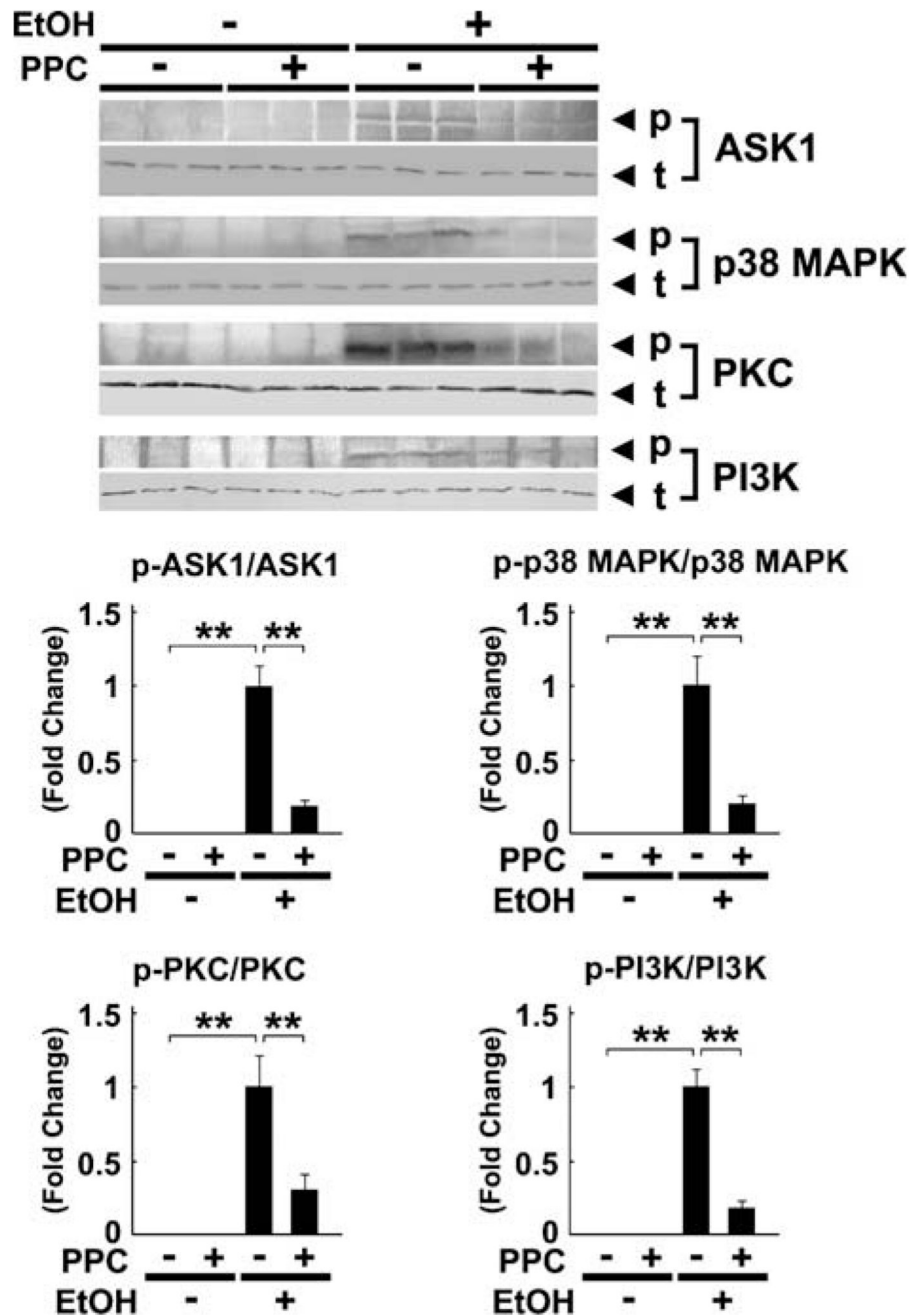 EtOH - +
PPC - + - +
p
t
ASK1
p
t
p38 MAPK
p
t
PKC
p
t
PI3K
p-ASK1/ASK1
(Fold Change)
1.5
1
0.5
0
** **
PPC - + - +
EtOH - +
p-p38 MAPK/p38 MAPK
(Fold Change)
1.5
1
0.5
0
** **
PPC - + - +
EtOH - +
p-PKC/PKC
(Fold Change)
1.5
1
0.5
0
** **
PPC - + - +
EtOH - +
p-PI3K/PI3K
(Fold Change)
1.5
1
0.5
0
** **
PPC - + - +
EtOH - +